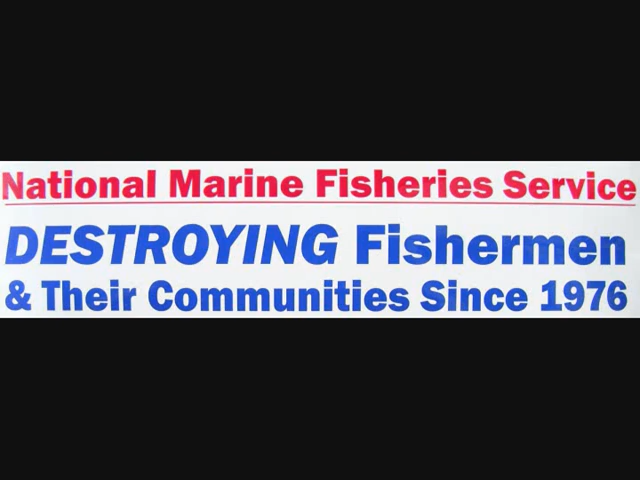 National Marine Fisheries Service
DESTROYING Fishermen
& Their Communities Since 1976